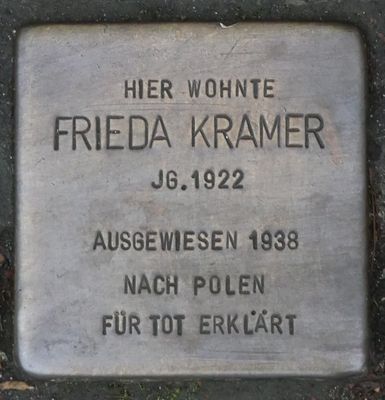 HIER WOHNTE
FRIEDA KRAMER
JG. 1922
AUSGEWIESEN 1938
NACH POLEN
FÜR TOT ERKLÄRT